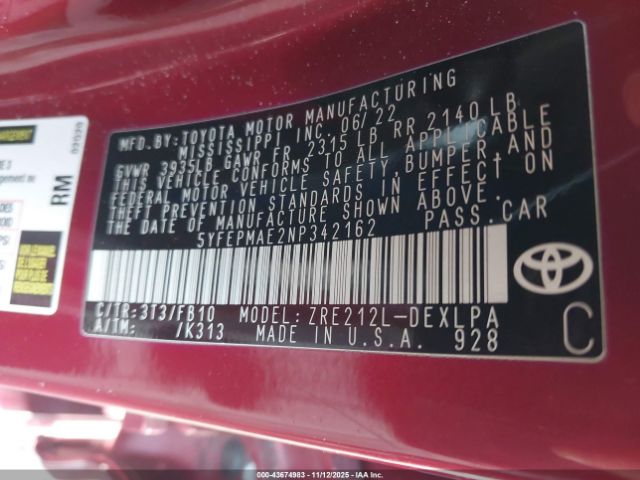 MFD.BY:TOYOTA MOTOR MANUFACTURING
MISSISSIPPI INC. 06/22
GVWR 3935LB GAWR FR 2315 LB RR 2140 LB
THIS VEHICLE CONFORMS TO ALL APPLICABLE
FEDERAL MOTOR VEHICLE SAFETY, BUMPER, AND
THEFT PREVENTION STANDARDS IN EFFECT ON
THE DATE OF MANUFACTURE SHOWN ABOVE.
5YFEPMAE2NP342162 PASS.CAR
C/TR:3T3/FB10 MODEL: ZRE212L-DEXLPA
A/TM: /K313 MADE IN U.S.A. 928
C
RM
000-43674983 - 11/12/2025 - IAAI.COM